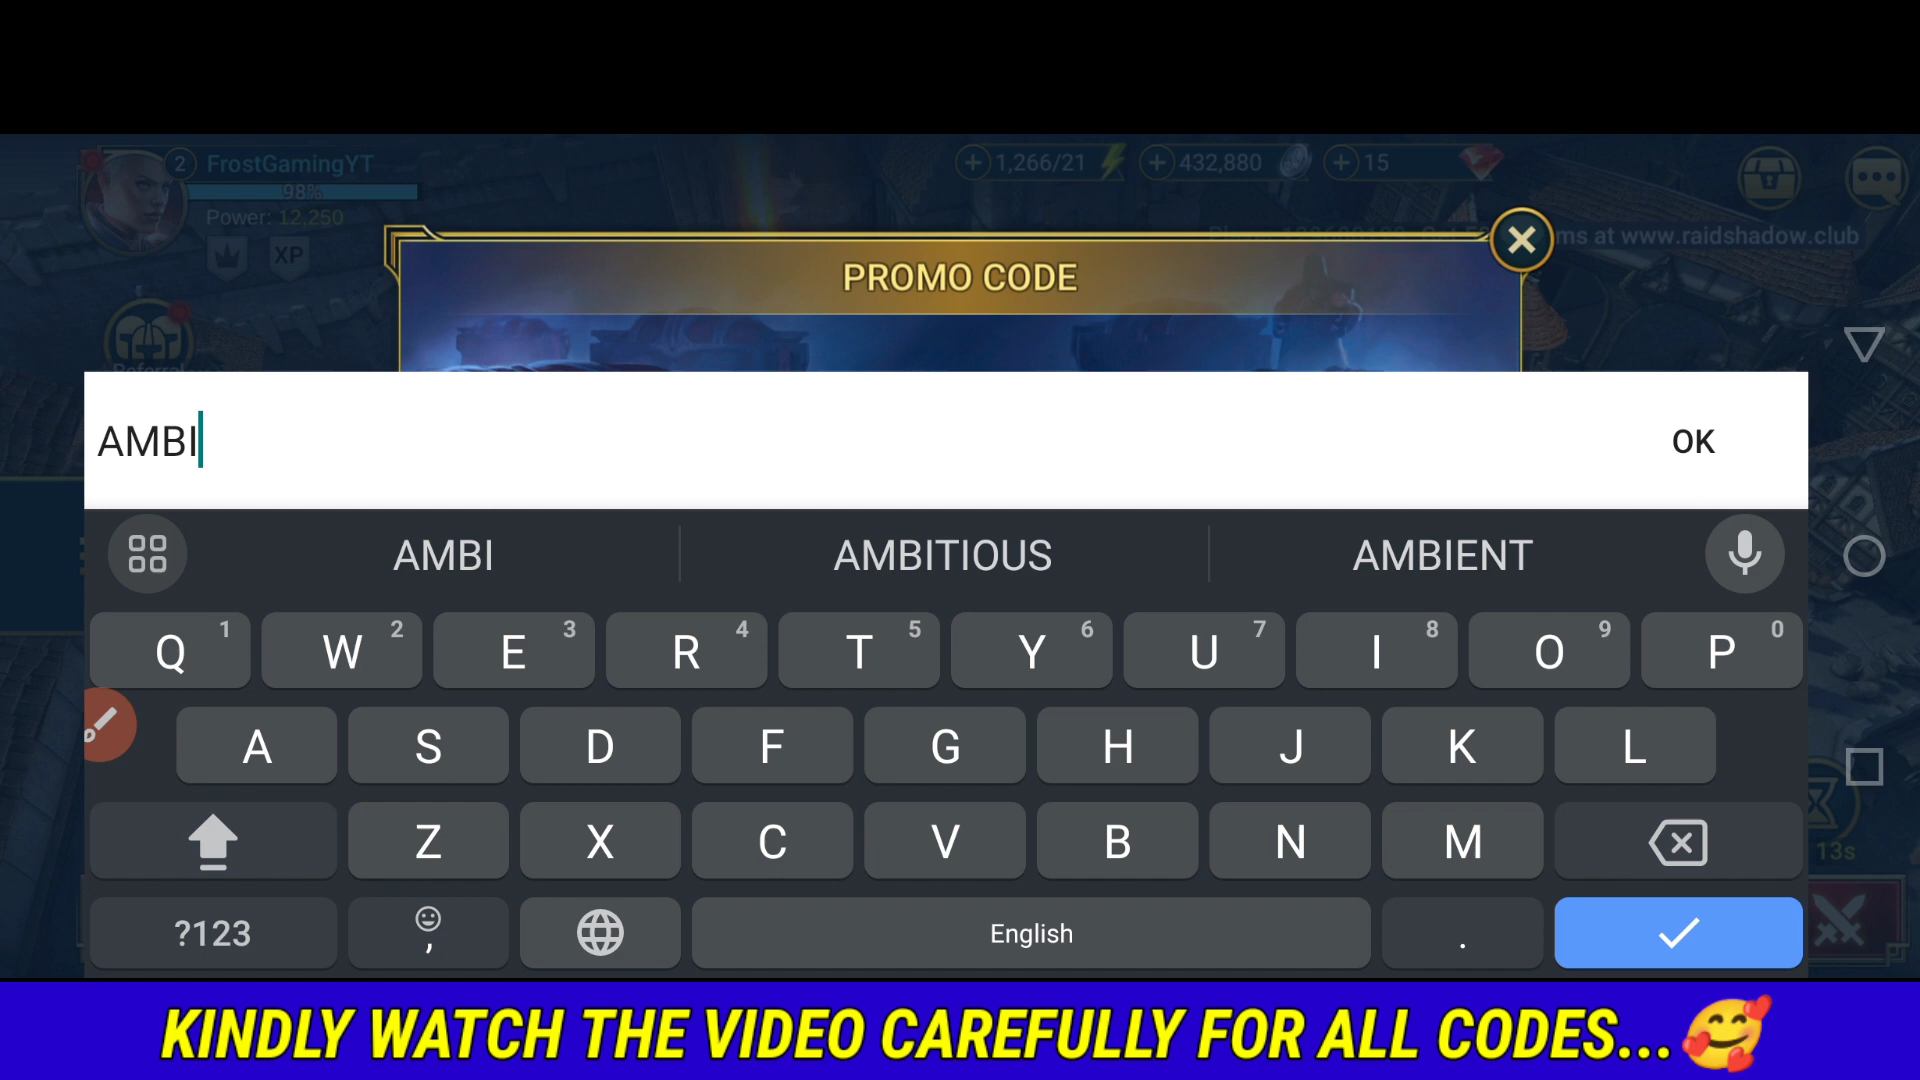 2 FrostGamingYT
98%
Power: 12,250
XP
1,266/21
432,880
15
ms at www.raidshadow.club
PROMO CODE
Referral
AMBI
OK
AMBI AMBITIOUS AMBIENT
Q 1 W 2 E 3 R 4 T 5 Y 6 U 7 I 8 O 9 P 0
A S D F G H J K L
Z X C V B N M
13s
?123 , English .
KINDLY WATCH THE VIDEO CAREFULLY FOR ALL CODES...